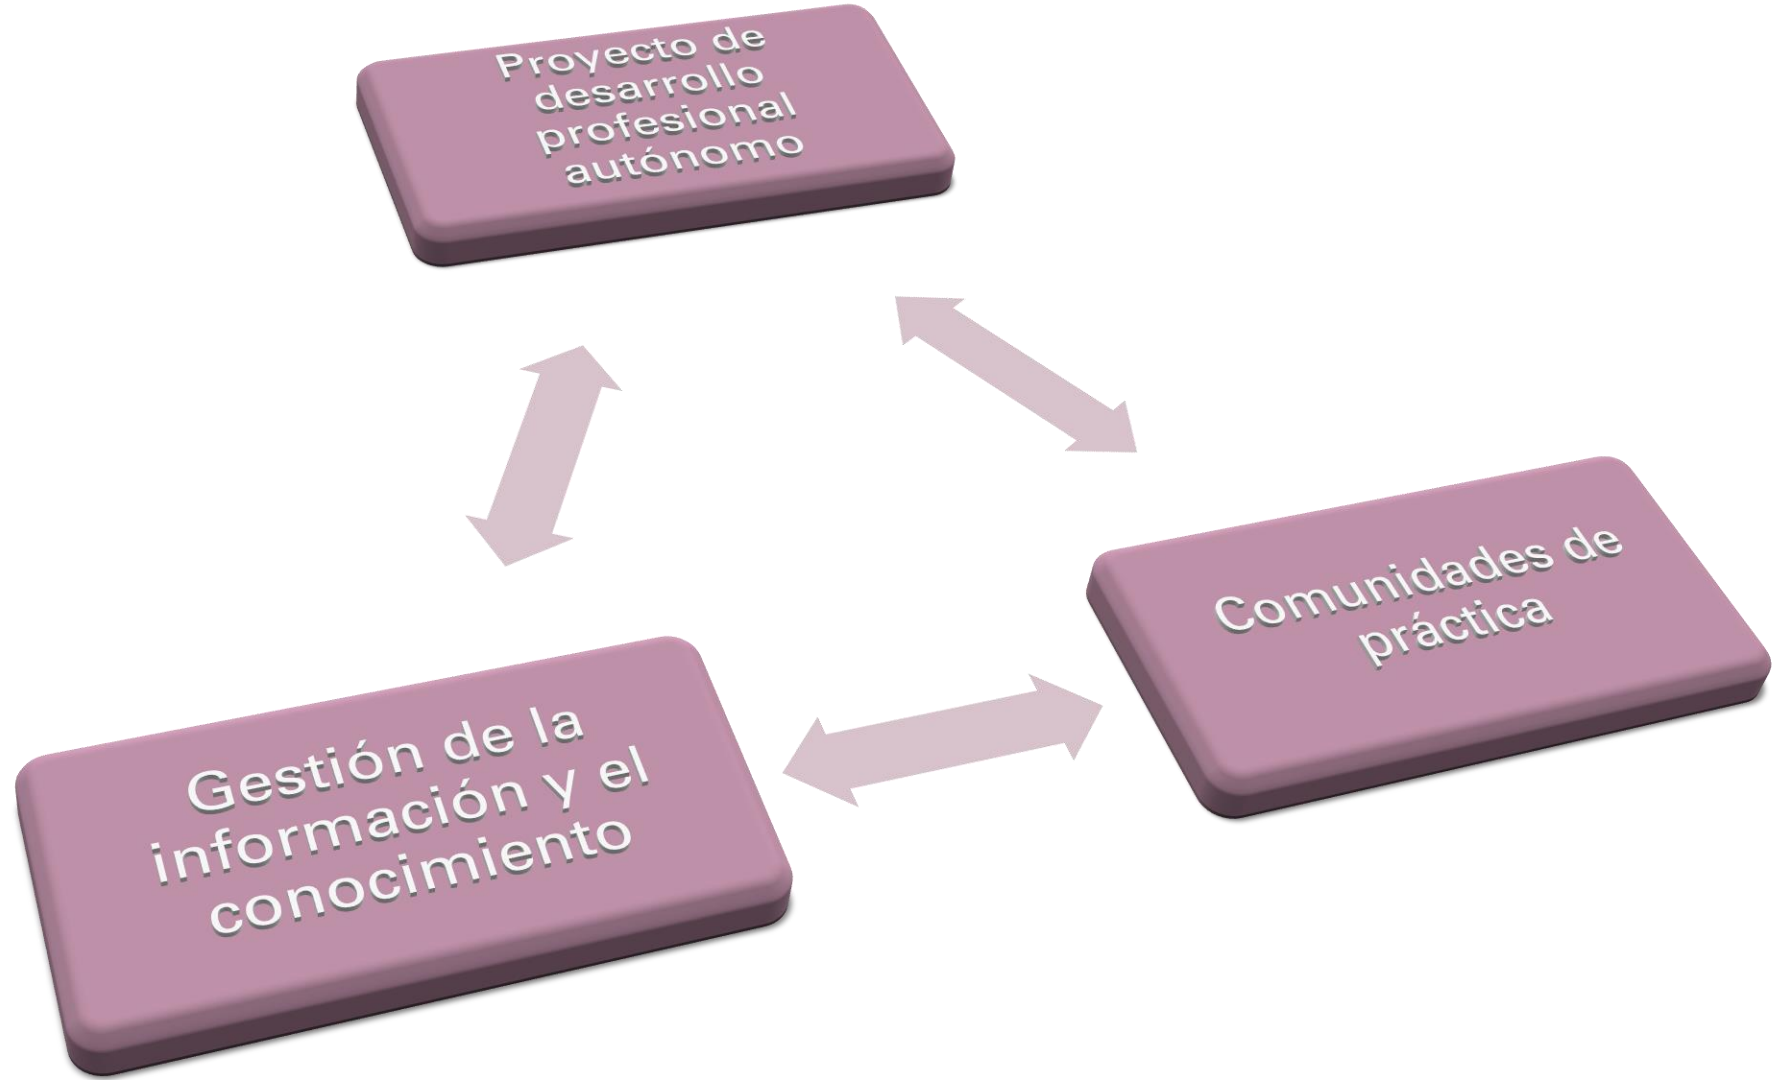 Proyecto de
desarrollo
profesional
autónomo
Comunidades de
práctica
Gestión de la
información y el
conocimiento